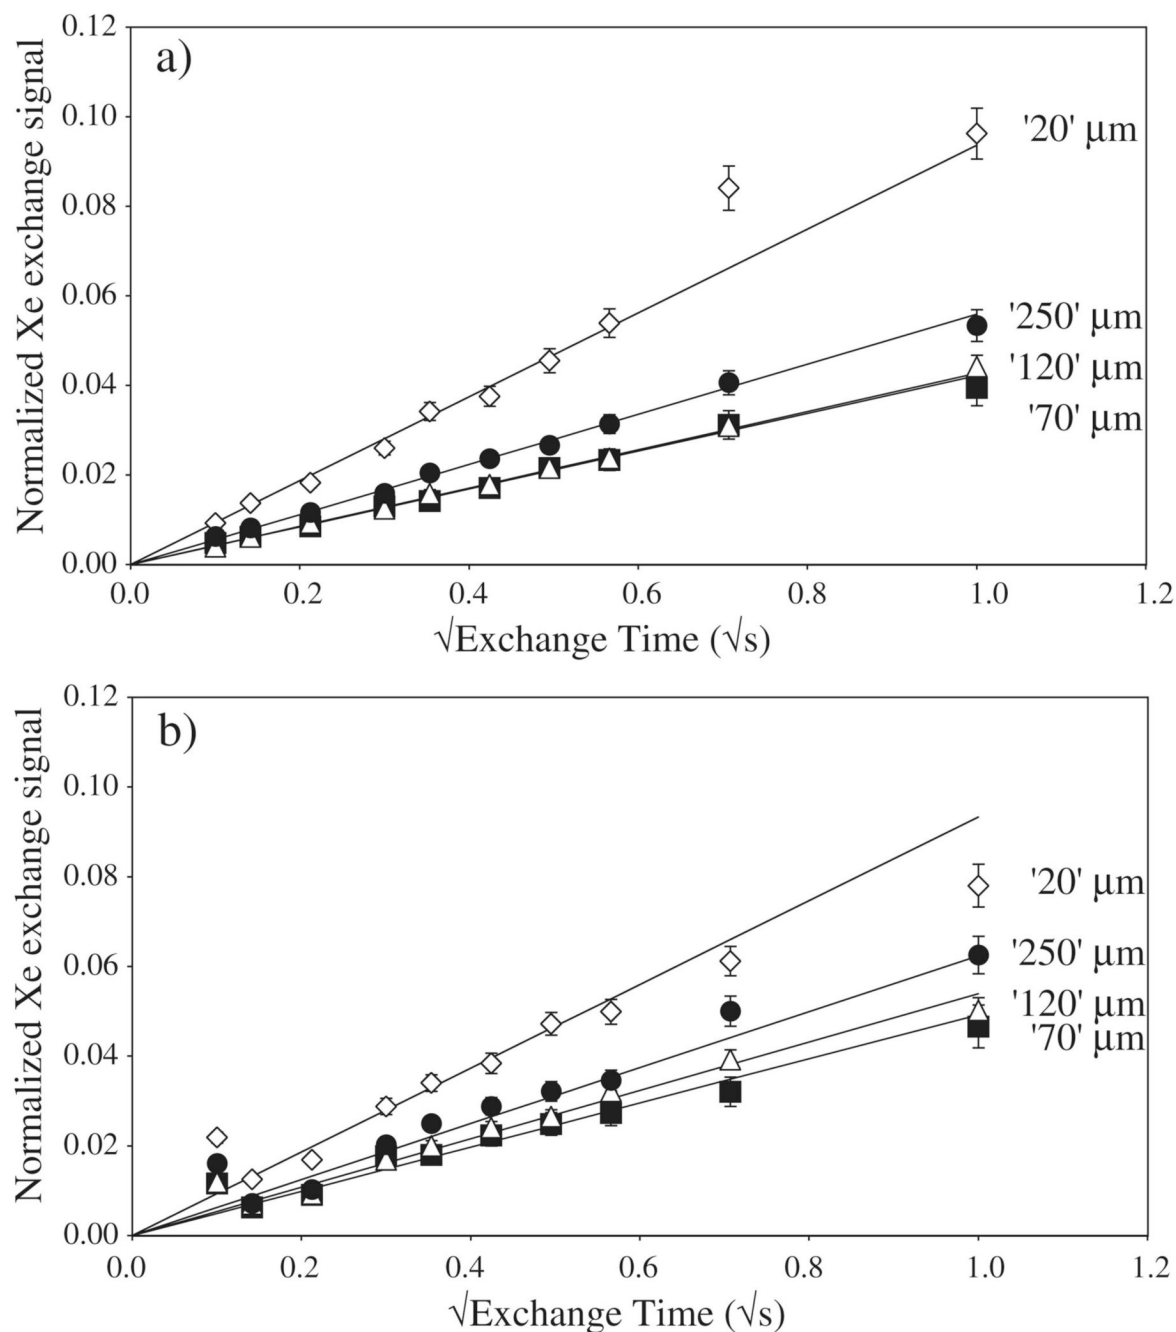 a)
Normalized Xe exchange signal
0.12
0.10
0.08
0.06
0.04
0.02
0.00
'20' μm
'250' μm
'120' μm
'70' μm
0.0 0.2 0.4 0.6 0.8 1.0 1.2
√Exchange Time (√s)
b)
Normalized Xe exchange signal
0.12
0.10
0.08
0.06
0.04
0.02
0.00
'20' μm
'250' μm
'120' μm
'70' μm
0.0 0.2 0.4 0.6 0.8 1.0 1.2
√Exchange Time (√s)